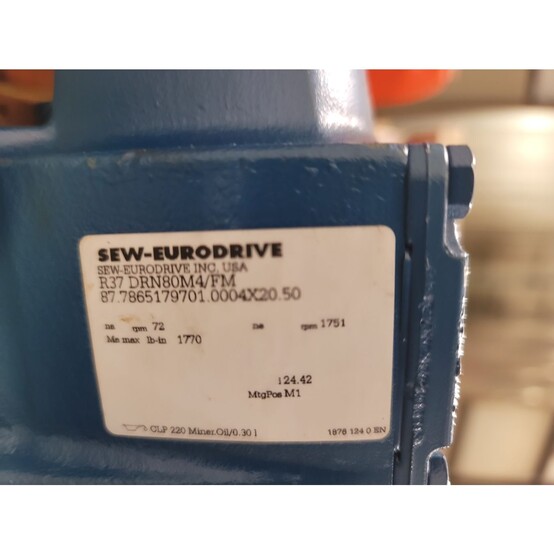 SEW-EURODRIVE
SEW-EURODRIVE INC. USA
R37 DRN80M4/FM
87.7865179701.0004X20.50
na rpm 72 ne rpm 1751
Ma max lb-in 1770
i 24.42
MtgPos M1
CLP 220 Miner.Oil/0.30 l
1876 124 0 EN